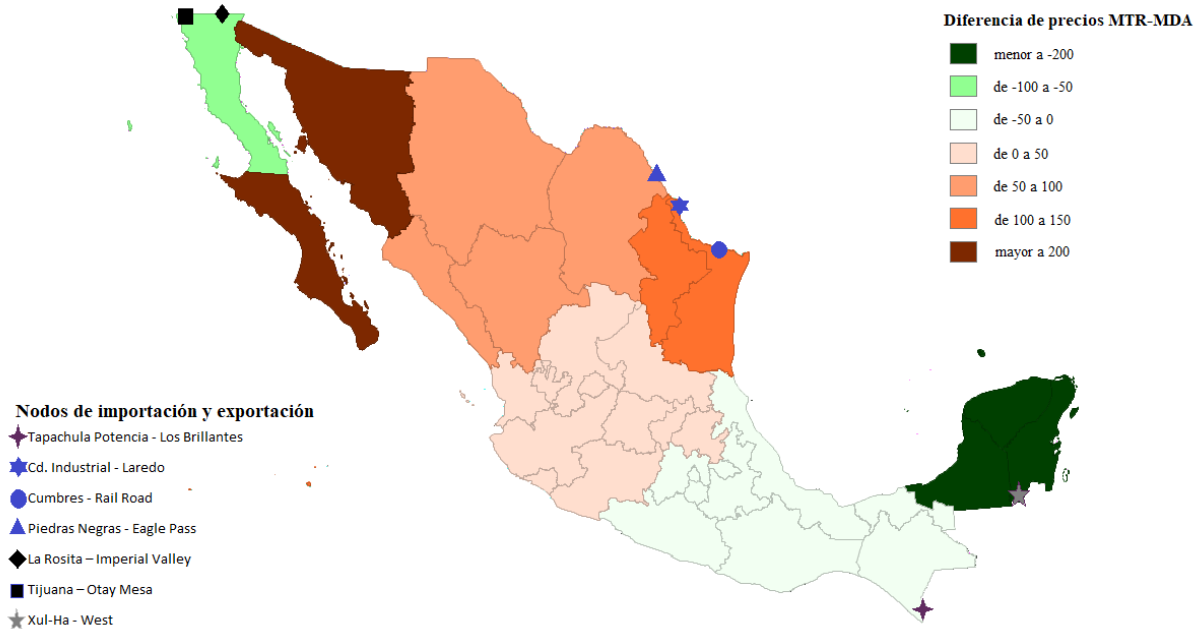 Diferencia de precios MTR-MDA
menor a -200
de -100 a -50
de -50 a 0
de 0 a 50
de 50 a 100
de 100 a 150
mayor a 200
Nodos de importación y exportación
Tapachula Potencia - Los Brillantes
Cd. Industrial - Laredo
Cumbres - Rail Road
Piedras Negras - Eagle Pass
La Rosita – Imperial Valley
Tijuana – Otay Mesa
Xul-Ha - West